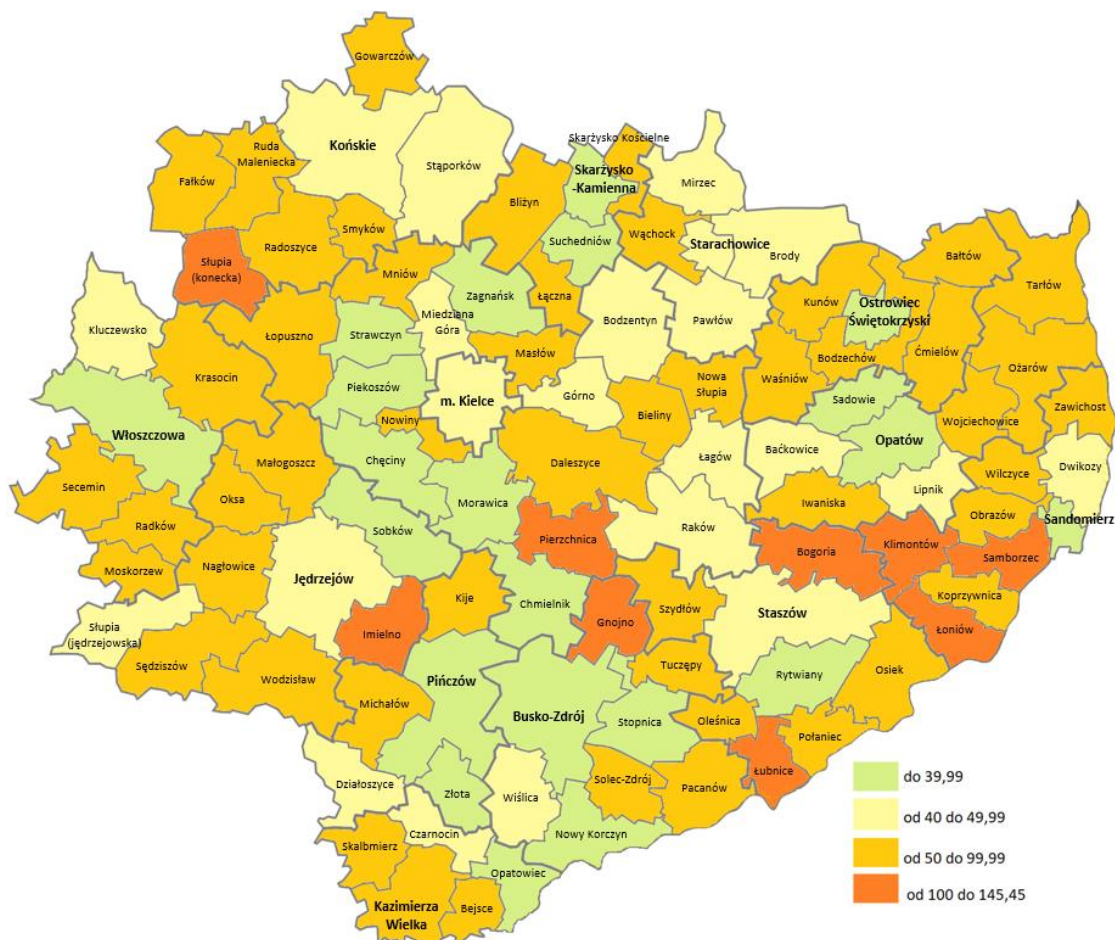 Gowarczów
Końskie
Stąporków
Ruda
Maleniecka
Fałków
Skarżysko Kościelne
Skarżysko
-Kamienna
Mirzec
Bliżyn
Smyków
Radoszyce
Słupia
(konecka)
Suchedniów
Wąchock
Starachowice
Brody
Bałtów
Tarłów
Mniów
Zagnańsk
Łączna
Kunów
Ostrowiec
Świętokrzyski
Kluczewsko
Łopuszno
Strawczyn
Miedziana
Góra
Bodzentyn
Pawłów
Bodzechów
Ćmielów
Ożarów
Krasocin
Piekoszów
Masłów
m. Kielce
Górno
Nowa
Słupia
Waśniów
Sadowie
Wojciechowice
Zawichost
Włoszczowa
Nowiny
Bieliny
Opatów
Małogoszcz
Chęciny
Daleszyce
Łagów
Baćkowice
Dwikozy
Secemin
Oksa
Morawica
Iwaniska
Lipnik
Wilczyce
Radków
Sobków
Raków
Obrazów
Sandomierz
Moskorzew
Nagłowice
Jędrzejów
Pierzchnica
Bogoria
Klimontów
Samborzec
Słupia
(jędrzejowska)
Imielno
Kije
Chmielnik
Gnojno
Szydłów
Staszów
Koprzywnica
Łoniów
Sędziszów
Wodzisław
Michałów
Pińczów
Busko-Zdrój
Tuczępy
Rytwiany
Osiek
Stopnica
Oleśnica
Połaniec
Działoszyce
Złota
Wiślica
Solec-Zdrój
Pacanów
Łubnice
Czarnocin
Nowy Korczyn
Skalbmierz
Opatowiec
Kazimierza
Wielka
Bejsce
do 39,99
od 40 do 49,99
od 50 do 99,99
od 100 do 145,45